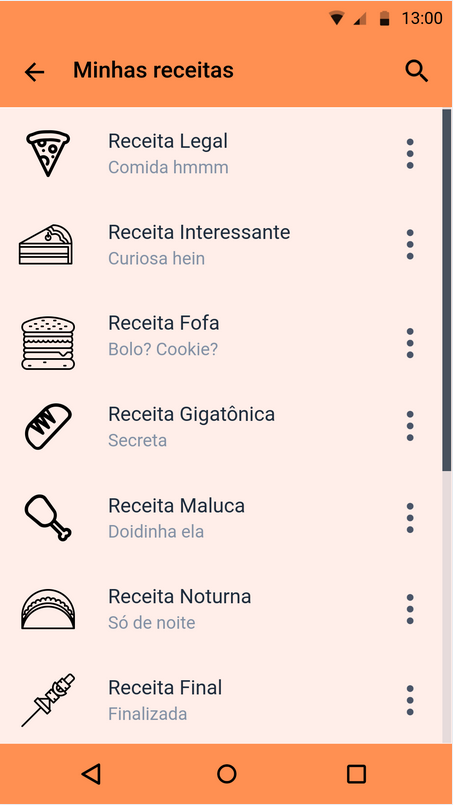 13:00
Minhas receitas
Receita Legal
Comida hmmm
Receita Interessante
Curiosa hein
Receita Fofa
Bolo? Cookie?
Receita Gigatônica
Secreta
Receita Maluca
Doidinha ela
Receita Noturna
Só de noite
Receita Final
Finalizada